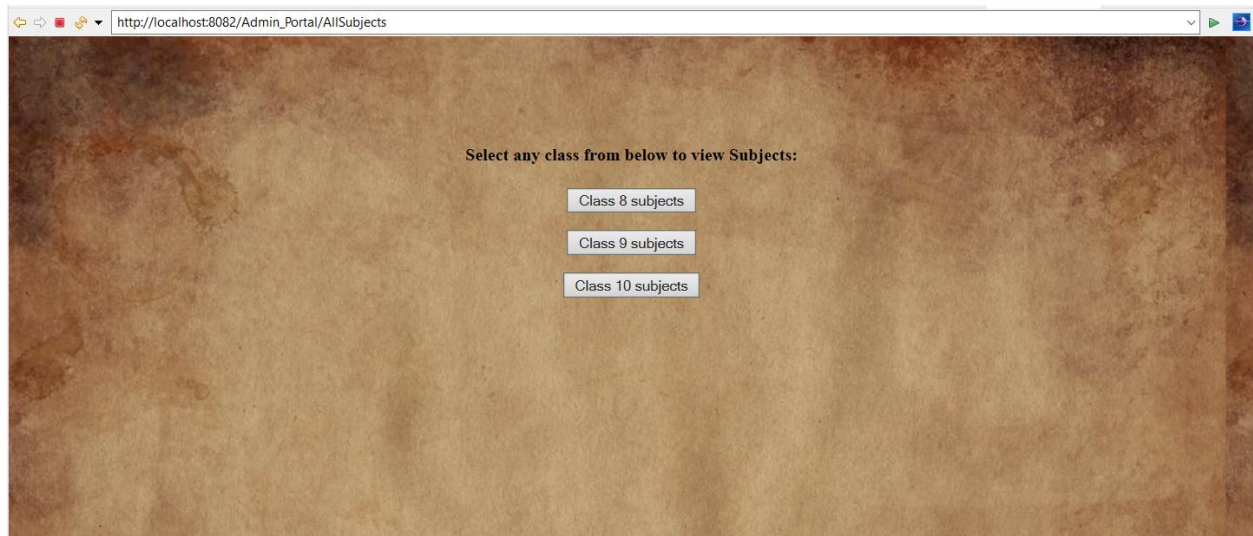 http://localhost:8082/Admin_Portal/AllSubjects
Select any class from below to view Subjects:
Class 8 subjects
Class 9 subjects
Class 10 subjects